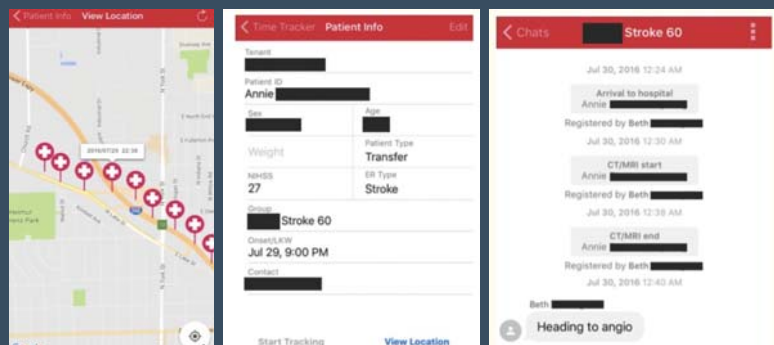 Patient Info View Location
2016/07/29 22:38
Time Tracker Patient Info Edit
Tenant
Patient ID
Annie
Sex Age
Weight Patient Type
Transfer
NIHSS ER Type
27 Stroke
Group
Stroke 60
Onset/LKW
Jul 29, 9:00 PM
Contact
Start Tracking View Location
Chats Stroke 60
Jul 30, 2016 12:24 AM
Arrival to hospital
Annie
Registered by Beth
Jul 30, 2016 12:30 AM
CT/MRI start
Annie
Registered by Beth
Jul 30, 2016 12:38 AM
CT/MRI end
Annie
Registered by Beth
Jul 30, 2016 12:40 AM
Beth
Heading to angio